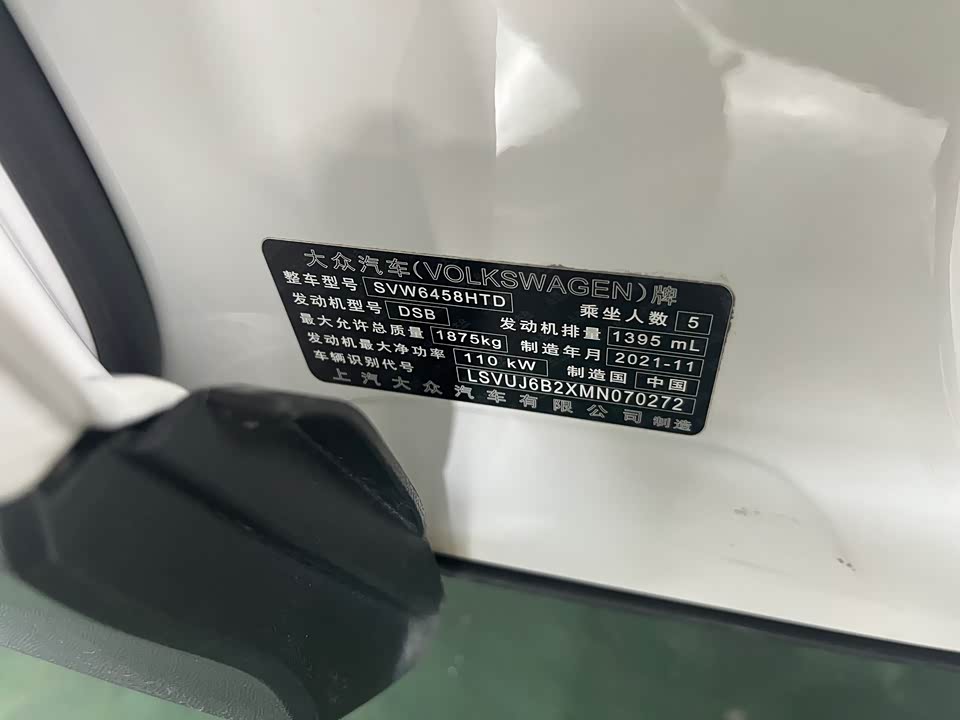 大众汽车(VOLKSWAGEN)牌
整车型号 SVW6458HTD 乘坐人数 5
发动机型号 DSB 发动机排量 1395 mL
最大允许总质量 1875kg 制造年月 2021-11
发动机最大净功率 110 kW 制造国 中国
车辆识别代号 LSVUJ6B2XMN070272
上汽大众汽车有限公司 制造